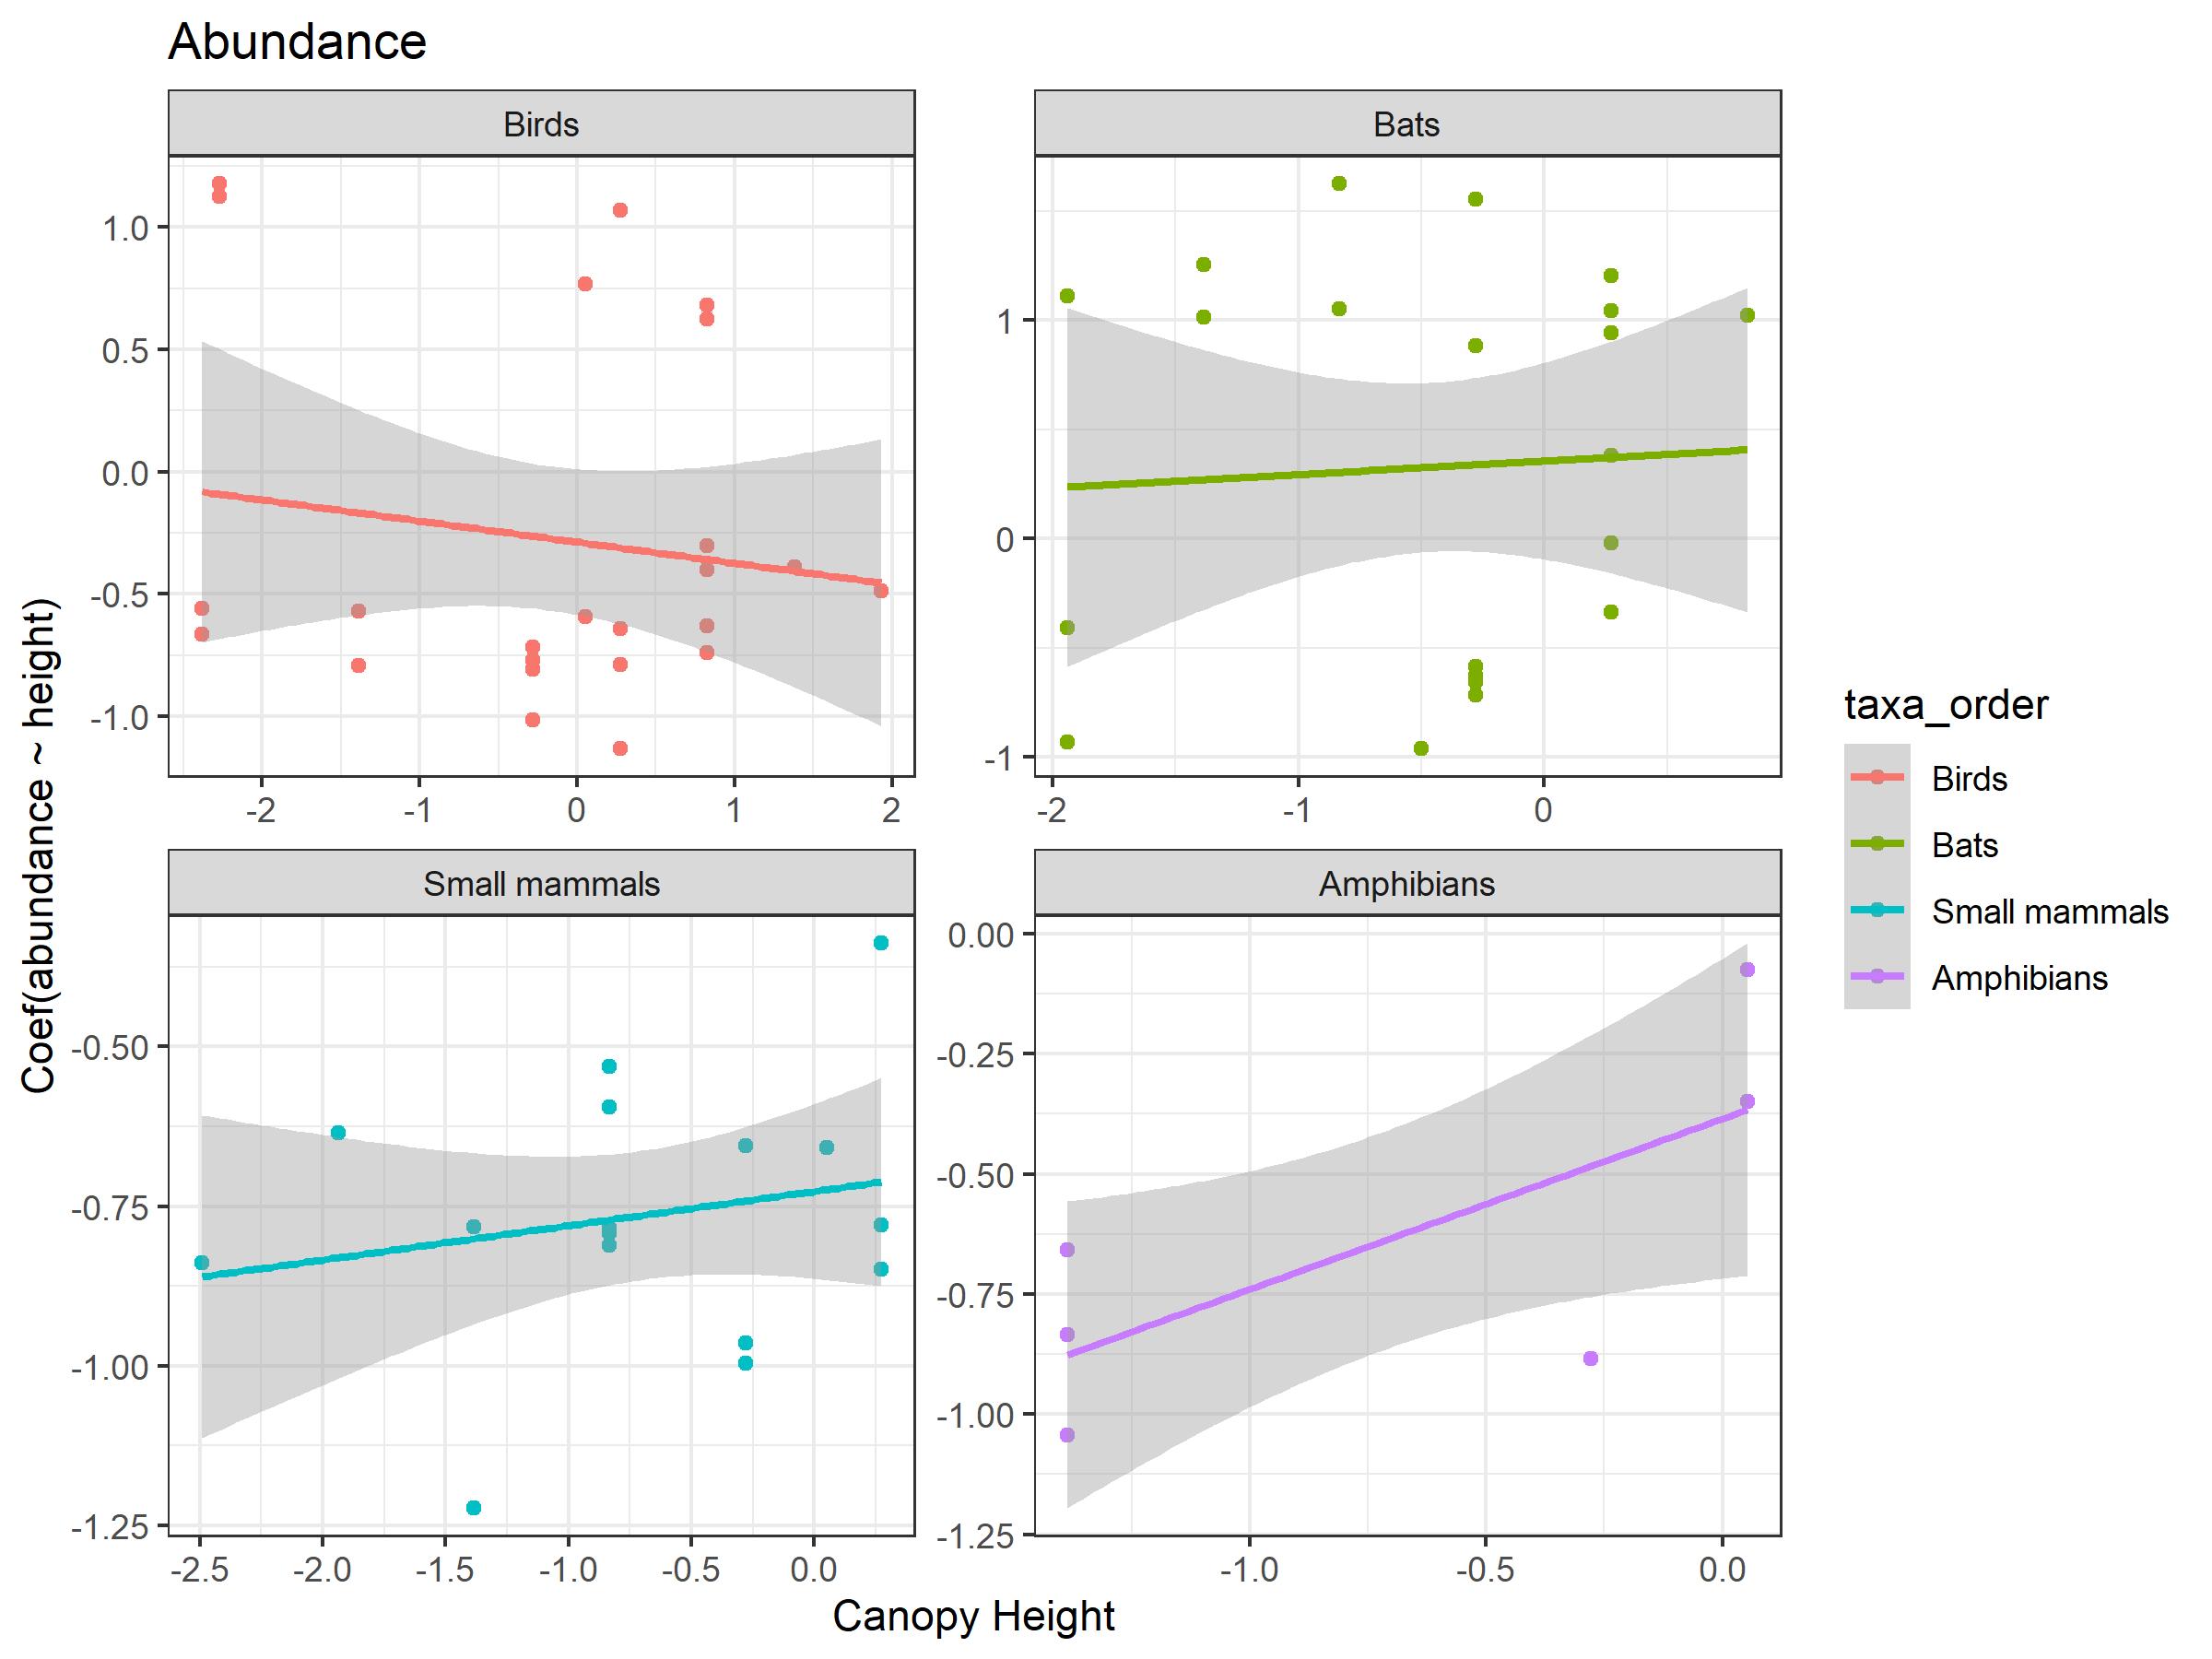 Abundance
Birds
Bats
1.0
0.5
0.0
-0.5
-1.0
-2 -1 0 1 2
1
0
-1
-2 -1 0
Small mammals
Amphibians
-0.50
-0.75
-1.00
-1.25
-2.5 -2.0 -1.5 -1.0 -0.5 0.0
0.00
-0.25
-0.50
-0.75
-1.00
-1.25
-1.0 -0.5 0.0
Coef(abundance ~ height)
Canopy Height
taxa_order
Birds
Bats
Small mammals
Amphibians